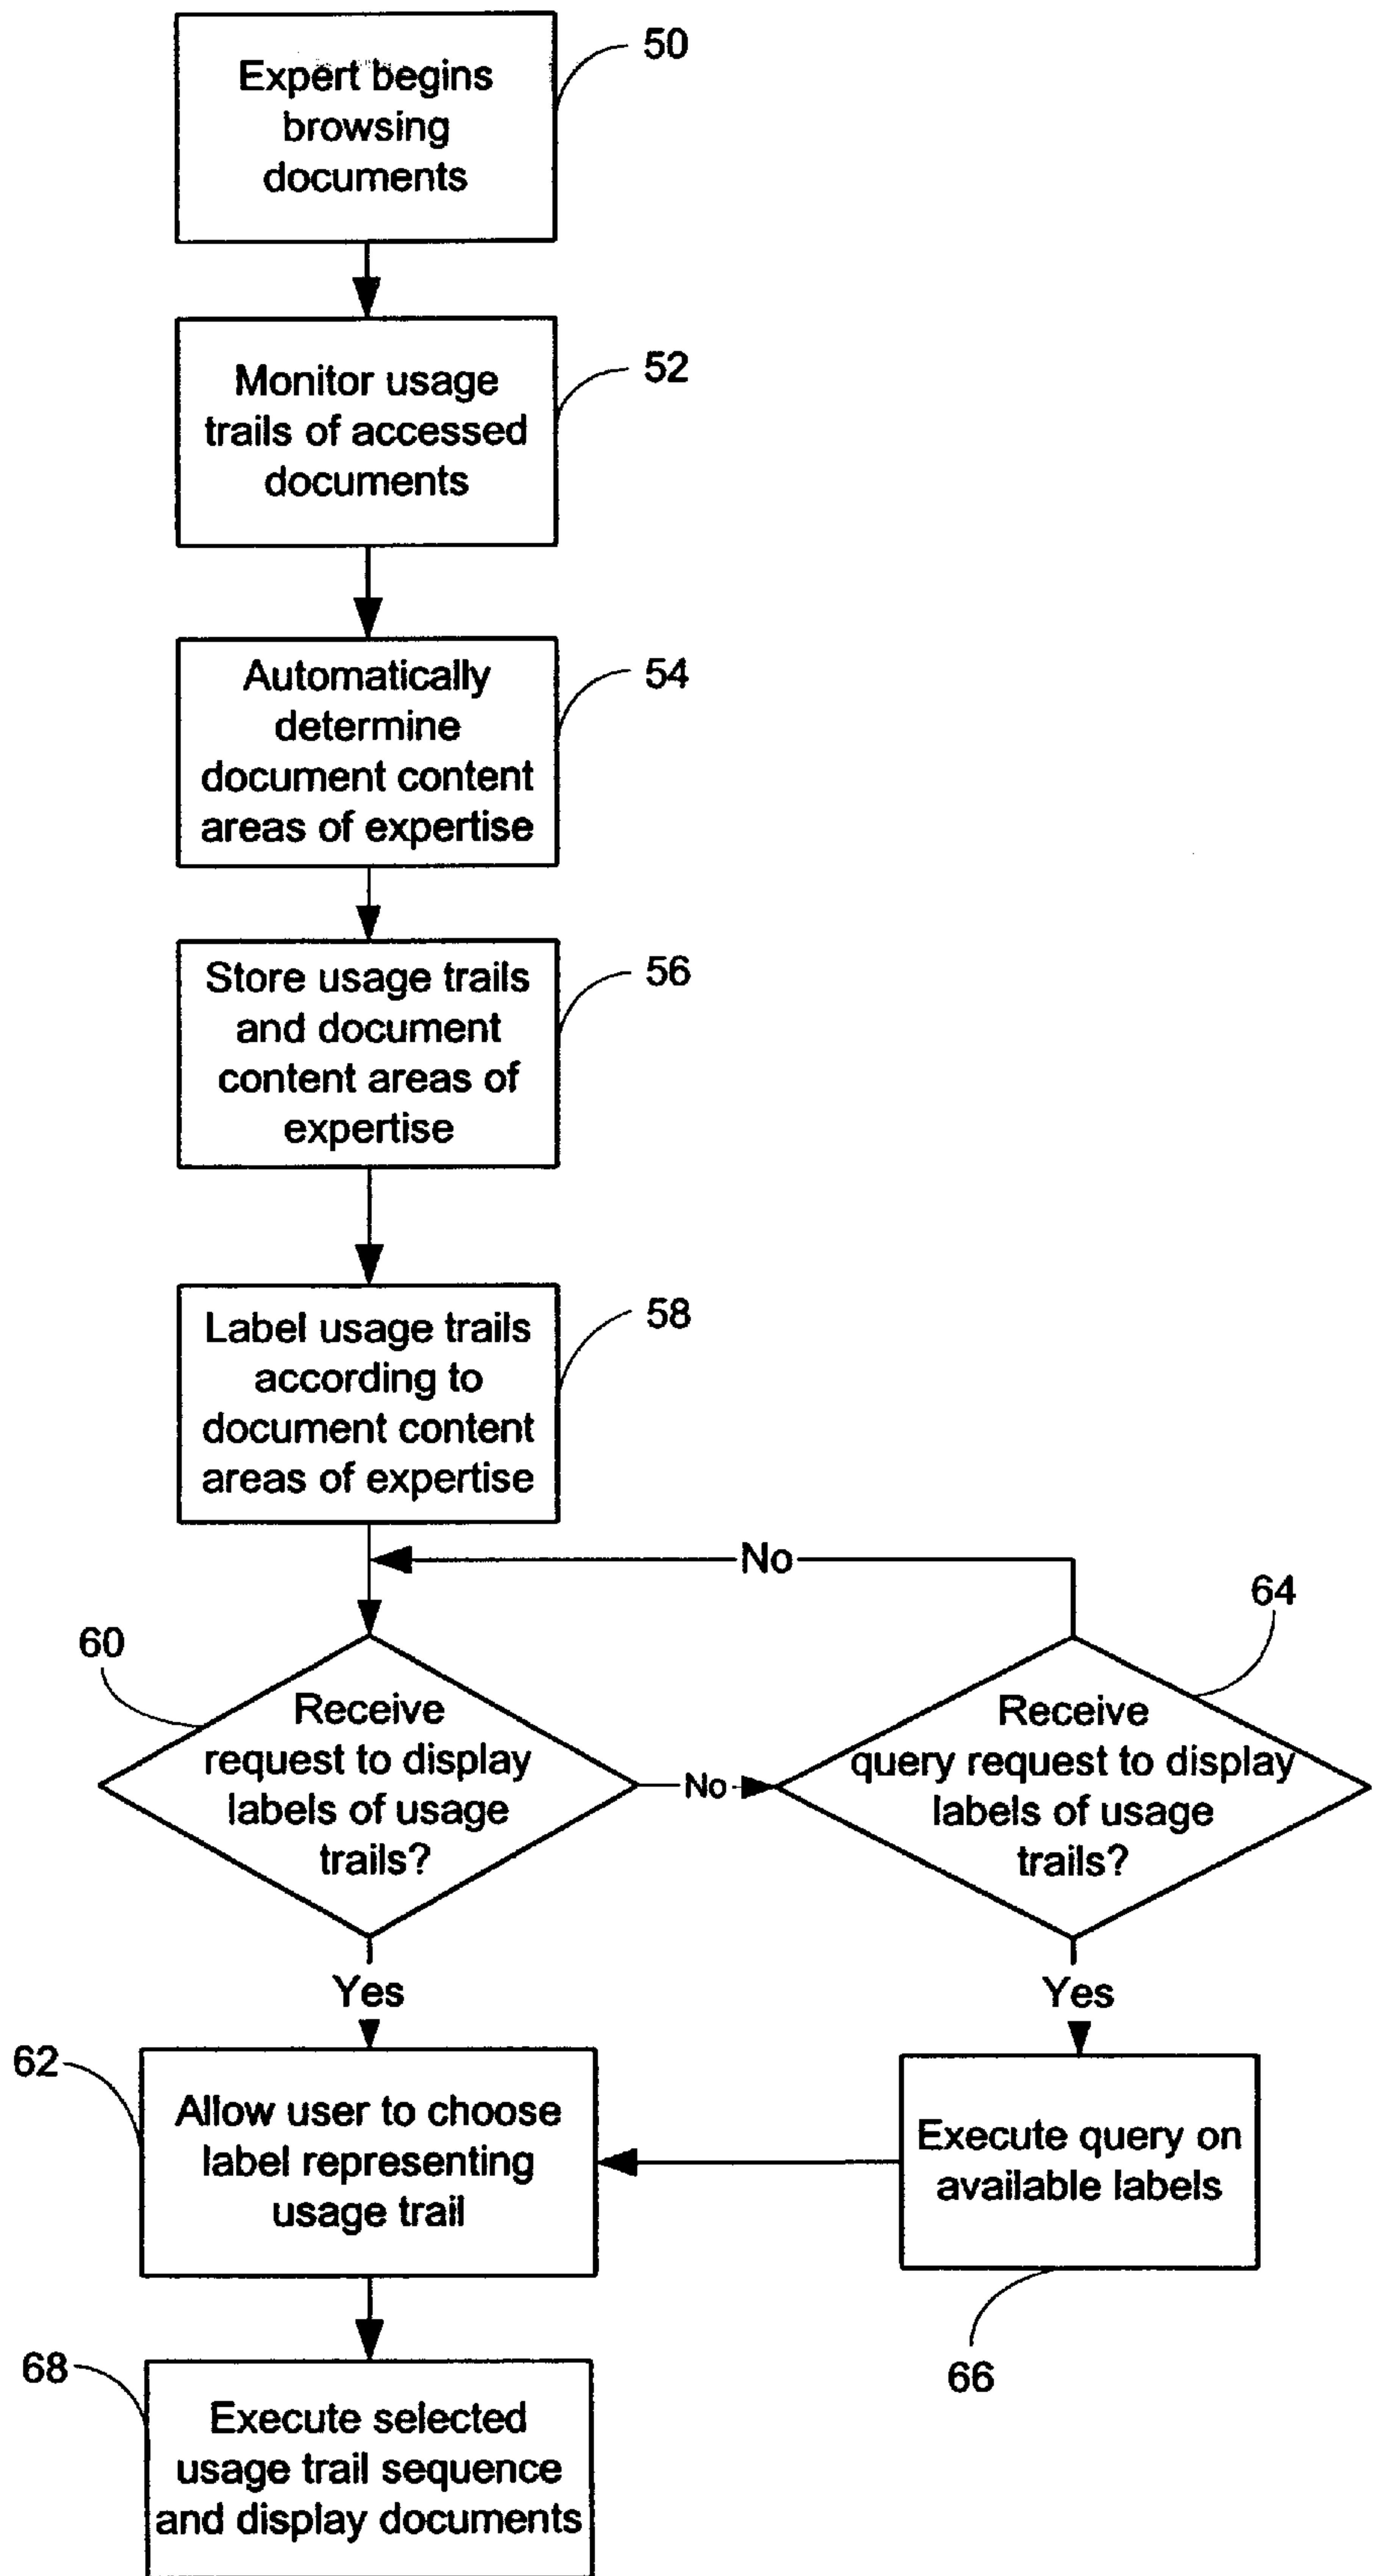 Expert begins
browsing
documents
50
Monitor usage
trails of accessed
documents
52
Automatically
determine
document content
areas of expertise
54
Store usage trails
and document
content areas of
expertise
56
Label usage trails
according to
document content
areas of expertise
58
No
60
Receive
request to display
labels of usage
trails?
No
64
Receive
query request to display
labels of usage
trails?
Yes
Yes
62
Allow user to choose
label representing
usage trail
Execute query on
available labels
66
68
Execute selected
usage trail sequence
and display documents